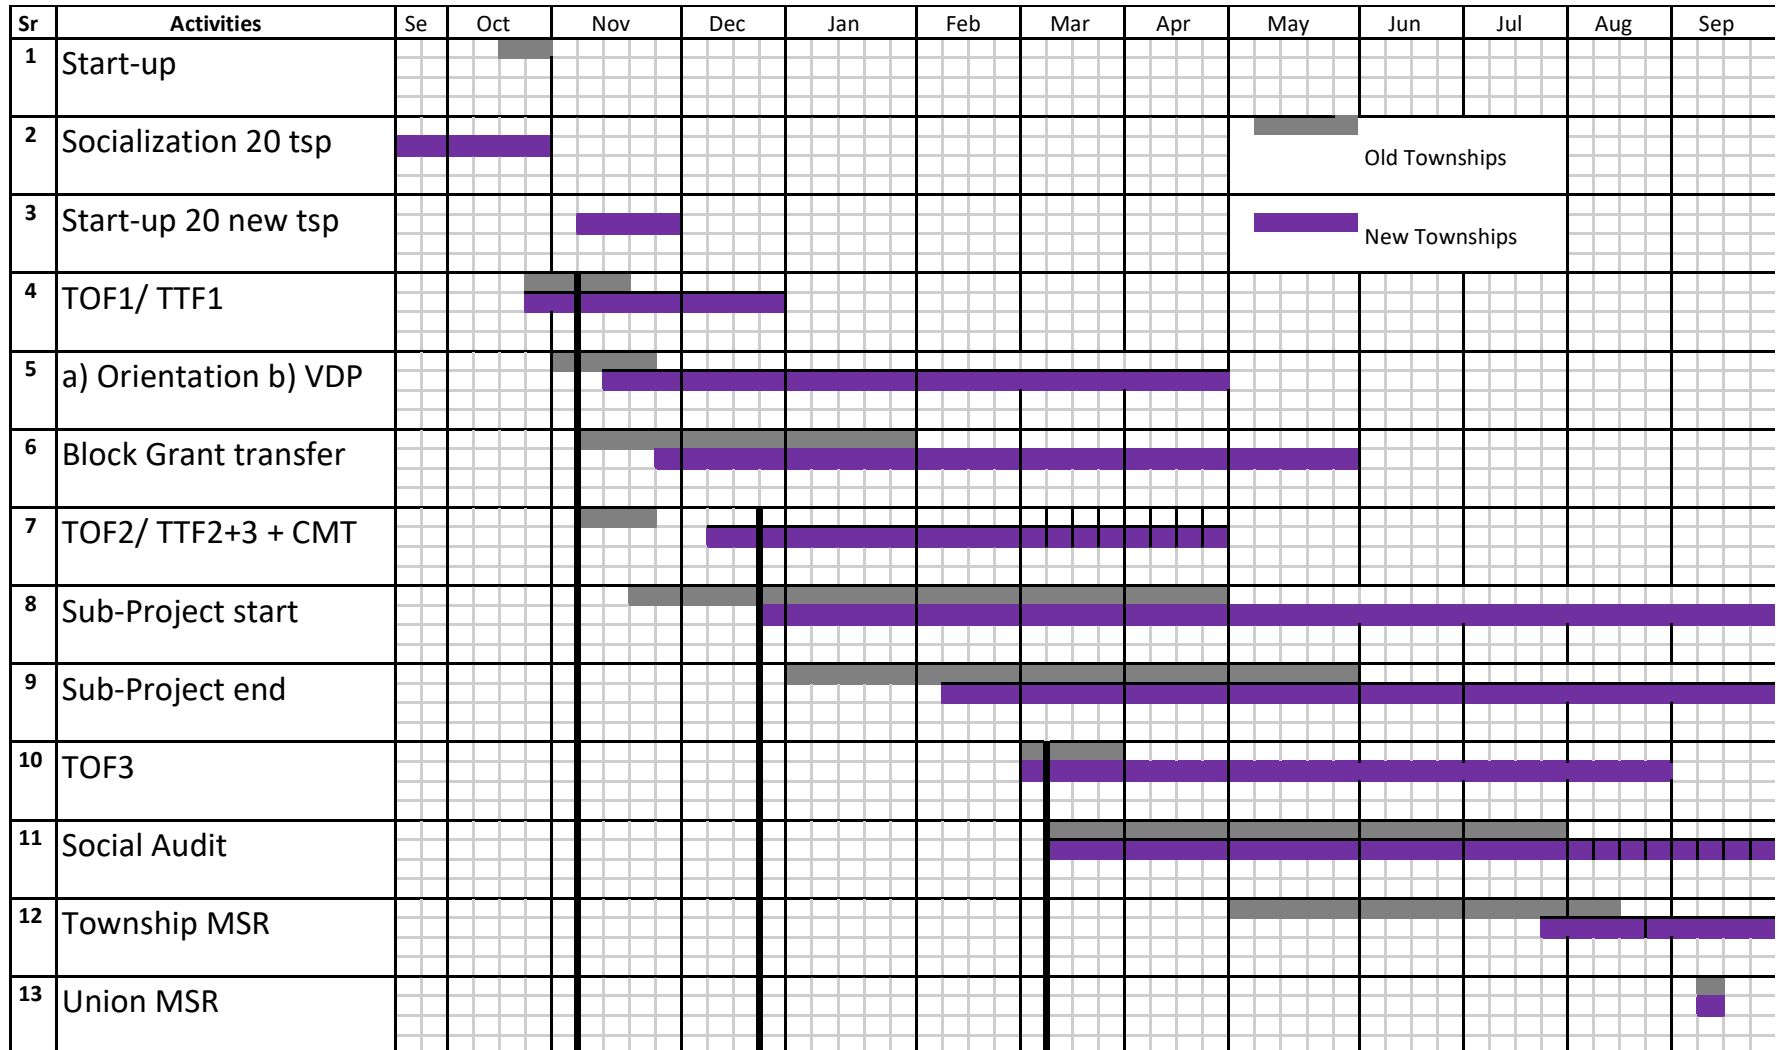 Sr Activities Se Oct Nov Dec Jan Feb Mar Apr May Jun Jul Aug Sep
1 Start-up
2 Socialization 20 tsp
Old Townships
3 Start-up 20 new tsp
New Townships
4 TOF1/ TTF1
5 a) Orientation b) VDP
6 Block Grant transfer
7 TOF2/ TTF2+3 + CMT
8 Sub-Project start
9 Sub-Project end
10 TOF3
11 Social Audit
12 Township MSR
13 Union MSR